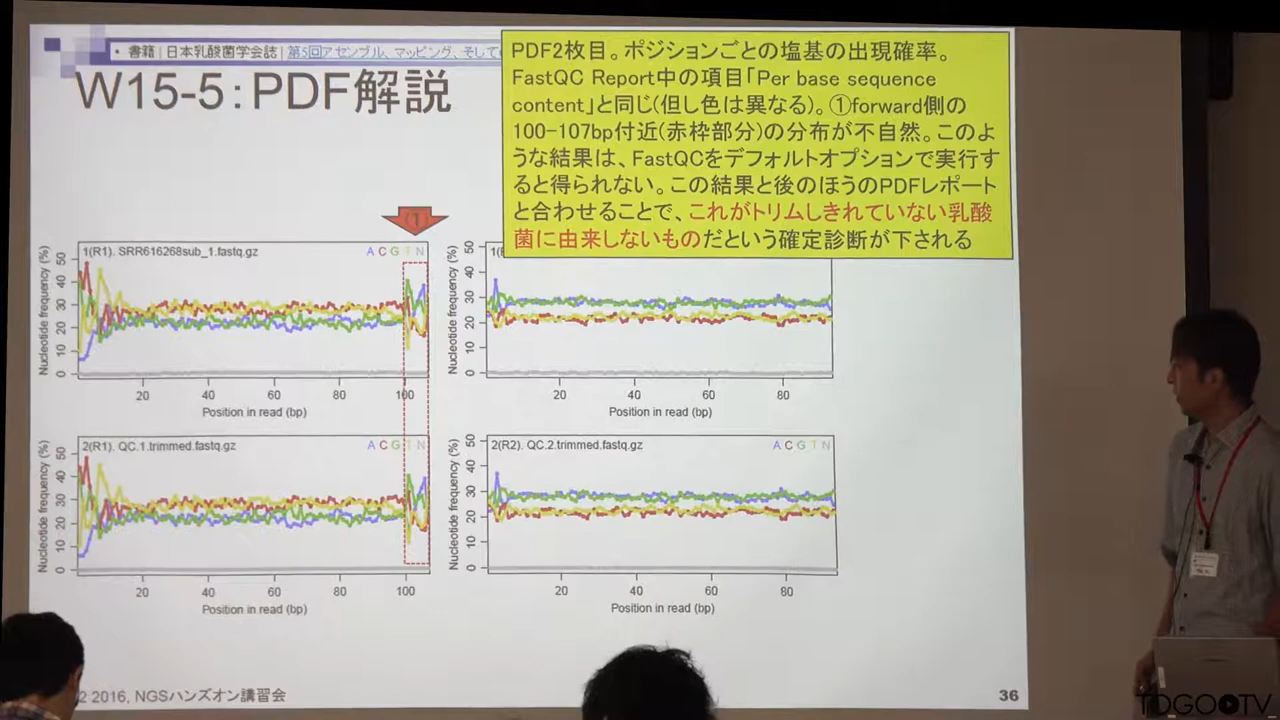 ・書籍 | 日本乳酸菌学会誌 | 第5回アセンブル、マッピング、そして
W15-5：PDF解説
PDF2枚目。ポジションごとの塩基の出現確率。
FastQC Report中の項目「Per base sequence
content」と同じ(但し色は異なる)。①forward側の
100-107bp付近(赤枠部分)の分布が不自然。このよ
うな結果は、FastQCをデフォルトオプションで実行す
ると得られない。この結果と後のほうのPDFレポート
と合わせることで、これがトリムしきれていない乳酸
菌に由来しないものだという確定診断が下される
①
1(R1). SRR616268sub_1.fastq.gz
A C G T N
Nucleotide frequency (%)
50
40
30
20
10
0
20 40 60 80 100
Position in read (bp)
Nucleotide frequency (%)
50
40
30
20
10
0
20 40 60 80
Position in read (bp)
2(R1). QC.1.trimmed.fastq.gz
A C G T N
Nucleotide frequency (%)
50
40
30
20
10
0
20 40 60 80 100
Position in read (bp)
2(R2). QC.2.trimmed.fastq.gz
A C G T N
Nucleotide frequency (%)
50
40
30
20
10
0
20 40 60 80
Position in read (bp)
2 2016, NGSハンズオン講習会
36
TOGOTV